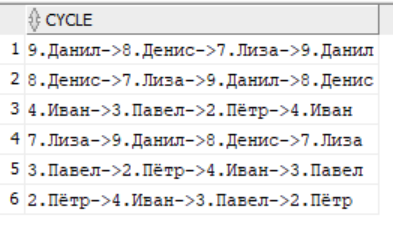 CYCLE
1 9.Данил->8.Денис->7.Лиза->9.Данил
2 8.Денис->7.Лиза->9.Данил->8.Денис
3 4.Иван->3.Павел->2.Пётр->4.Иван
4 7.Лиза->9.Данил->8.Денис->7.Лиза
5 3.Павел->2.Пётр->4.Иван->3.Павел
6 2.Пётр->4.Иван->3.Павел->2.Пётр